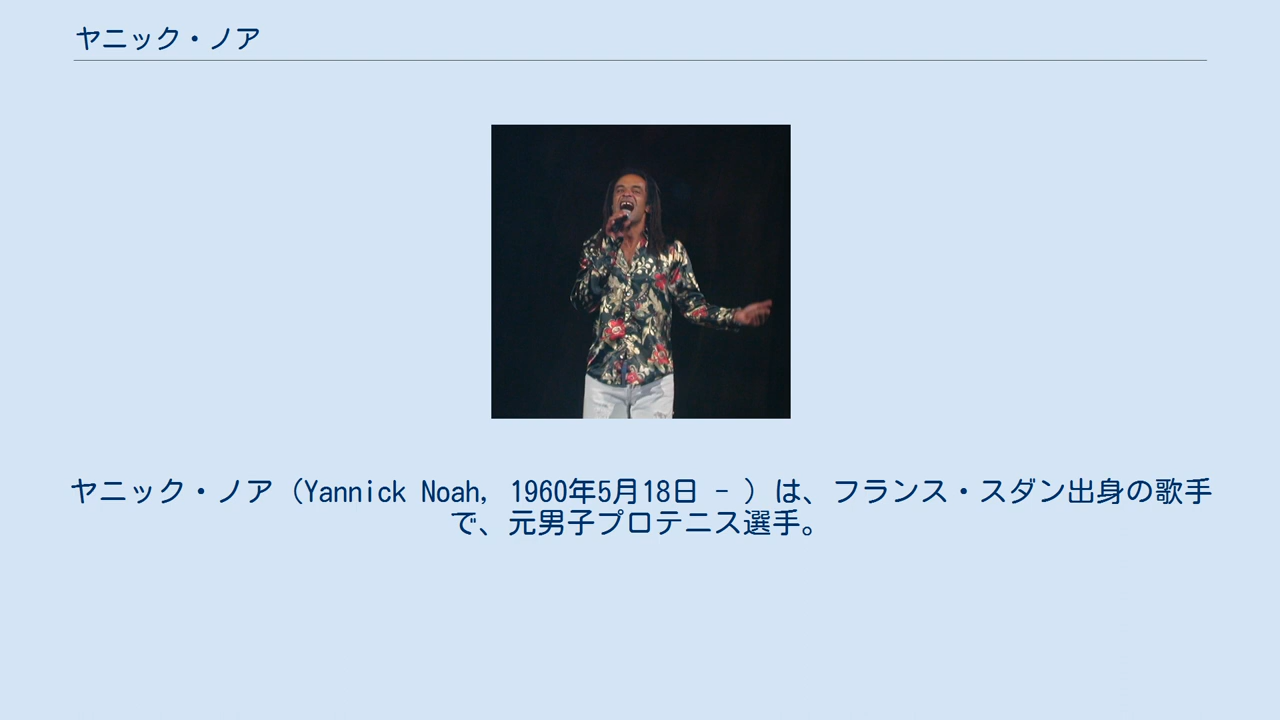 ヤニック・ノア
ヤニック・ノア（Yannick Noah, 1960年5月18日 - ）は、フランス・スダン出身の歌手
で、元男子プロテニス選手。